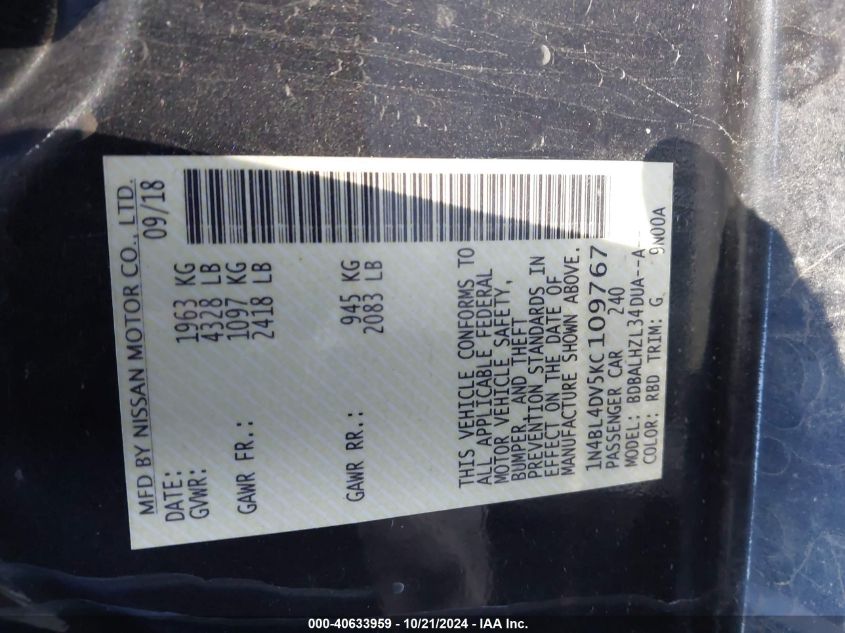 MFD BY NISSAN MOTOR CO., LTD.
DATE: 09/18
GVWR: 1963 KG
4328 LB
GAWR FR.: 1097 KG
2418 LB
GAWR RR.: 945 KG
2083 LB
THIS VEHICLE CONFORMS TO
ALL APPLICABLE FEDERAL
MOTOR VEHICLE SAFETY,
BUMPER, AND THEFT
PREVENTION STANDARDS IN
EFFECT ON THE DATE OF
MANUFACTURE SHOWN ABOVE.
1N4BL4DV5KC109767
PASSENGER CAR 240
MODEL: BDBALHZL34DUA--A--
COLOR: RBD TRIM: G 9N00A
000-40633959 - 10/21/2024 - IAA Inc.